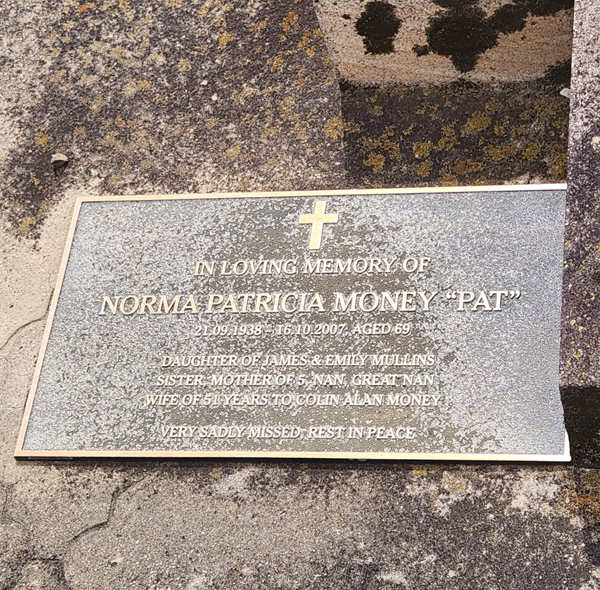 IN LOVING MEMORY OF
NORMA PATRICIA MONEY “PAT”
21.09.1938 - 16.10.2007, AGED 69
DAUGHTER OF JAMES & EMILY MULLINS
SISTER, MOTHER OF 5, NAN, GREAT NAN
WIFE OF 51 YEARS TO COLIN ALAN MONEY
VERY SADLY MISSED, REST IN PEACE